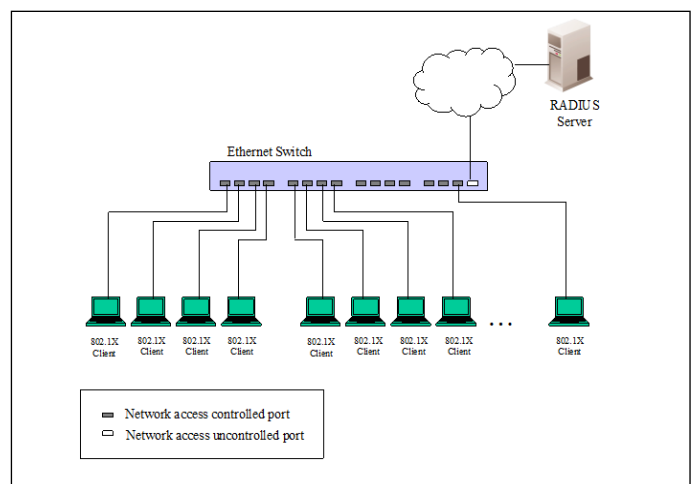 RADIUS
Server
Ethernet Switch
802.1X
Client
802.1X
Client
802.1X
Client
802.1X
Client
802.1X
Client
802.1X
Client
802.1X
Client
802.1X
Client
...
802.1X
Client
Network access controlled port
Network access uncontrolled port